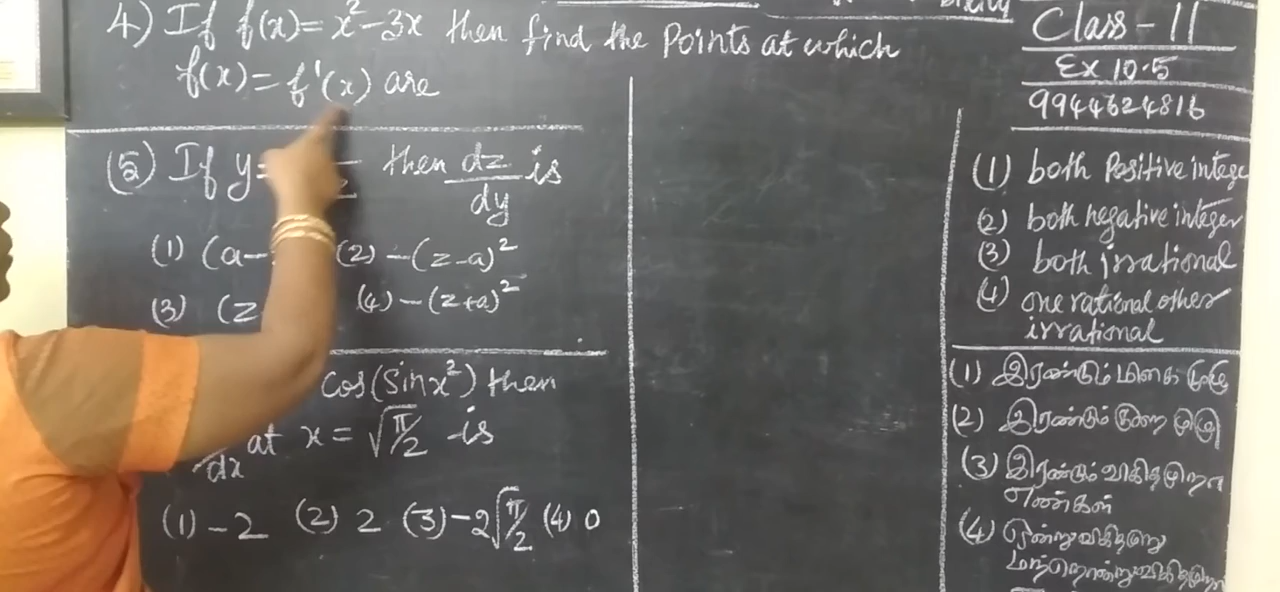 4) If f(x) = x² - 3x then find the Points at which
f(x) = f'(x) are
(5) If y = then dz/dy is
(1) (a- (2) -(z-a)²
(3) (z (4) -(z+a)²
cos(sinx²) then
dx at x = √π/2 is
(1) -2 (2) 2 (3) -2√π/2 (4) 0
Class - 11
Ex 10.5
9944624816
(1) both Positive intege
(2) both negative integer
(3) both irrational
(4) one rational other
irrational
(1) இரண்டும் மிகை முழு
(2) இரண்டும் குறை முழு
(3) இரண்டும் விகிதமுறா
எண்கள்
(4) ஒன்று விகிதமுறு
மற்றொன்று விகிதமுறா